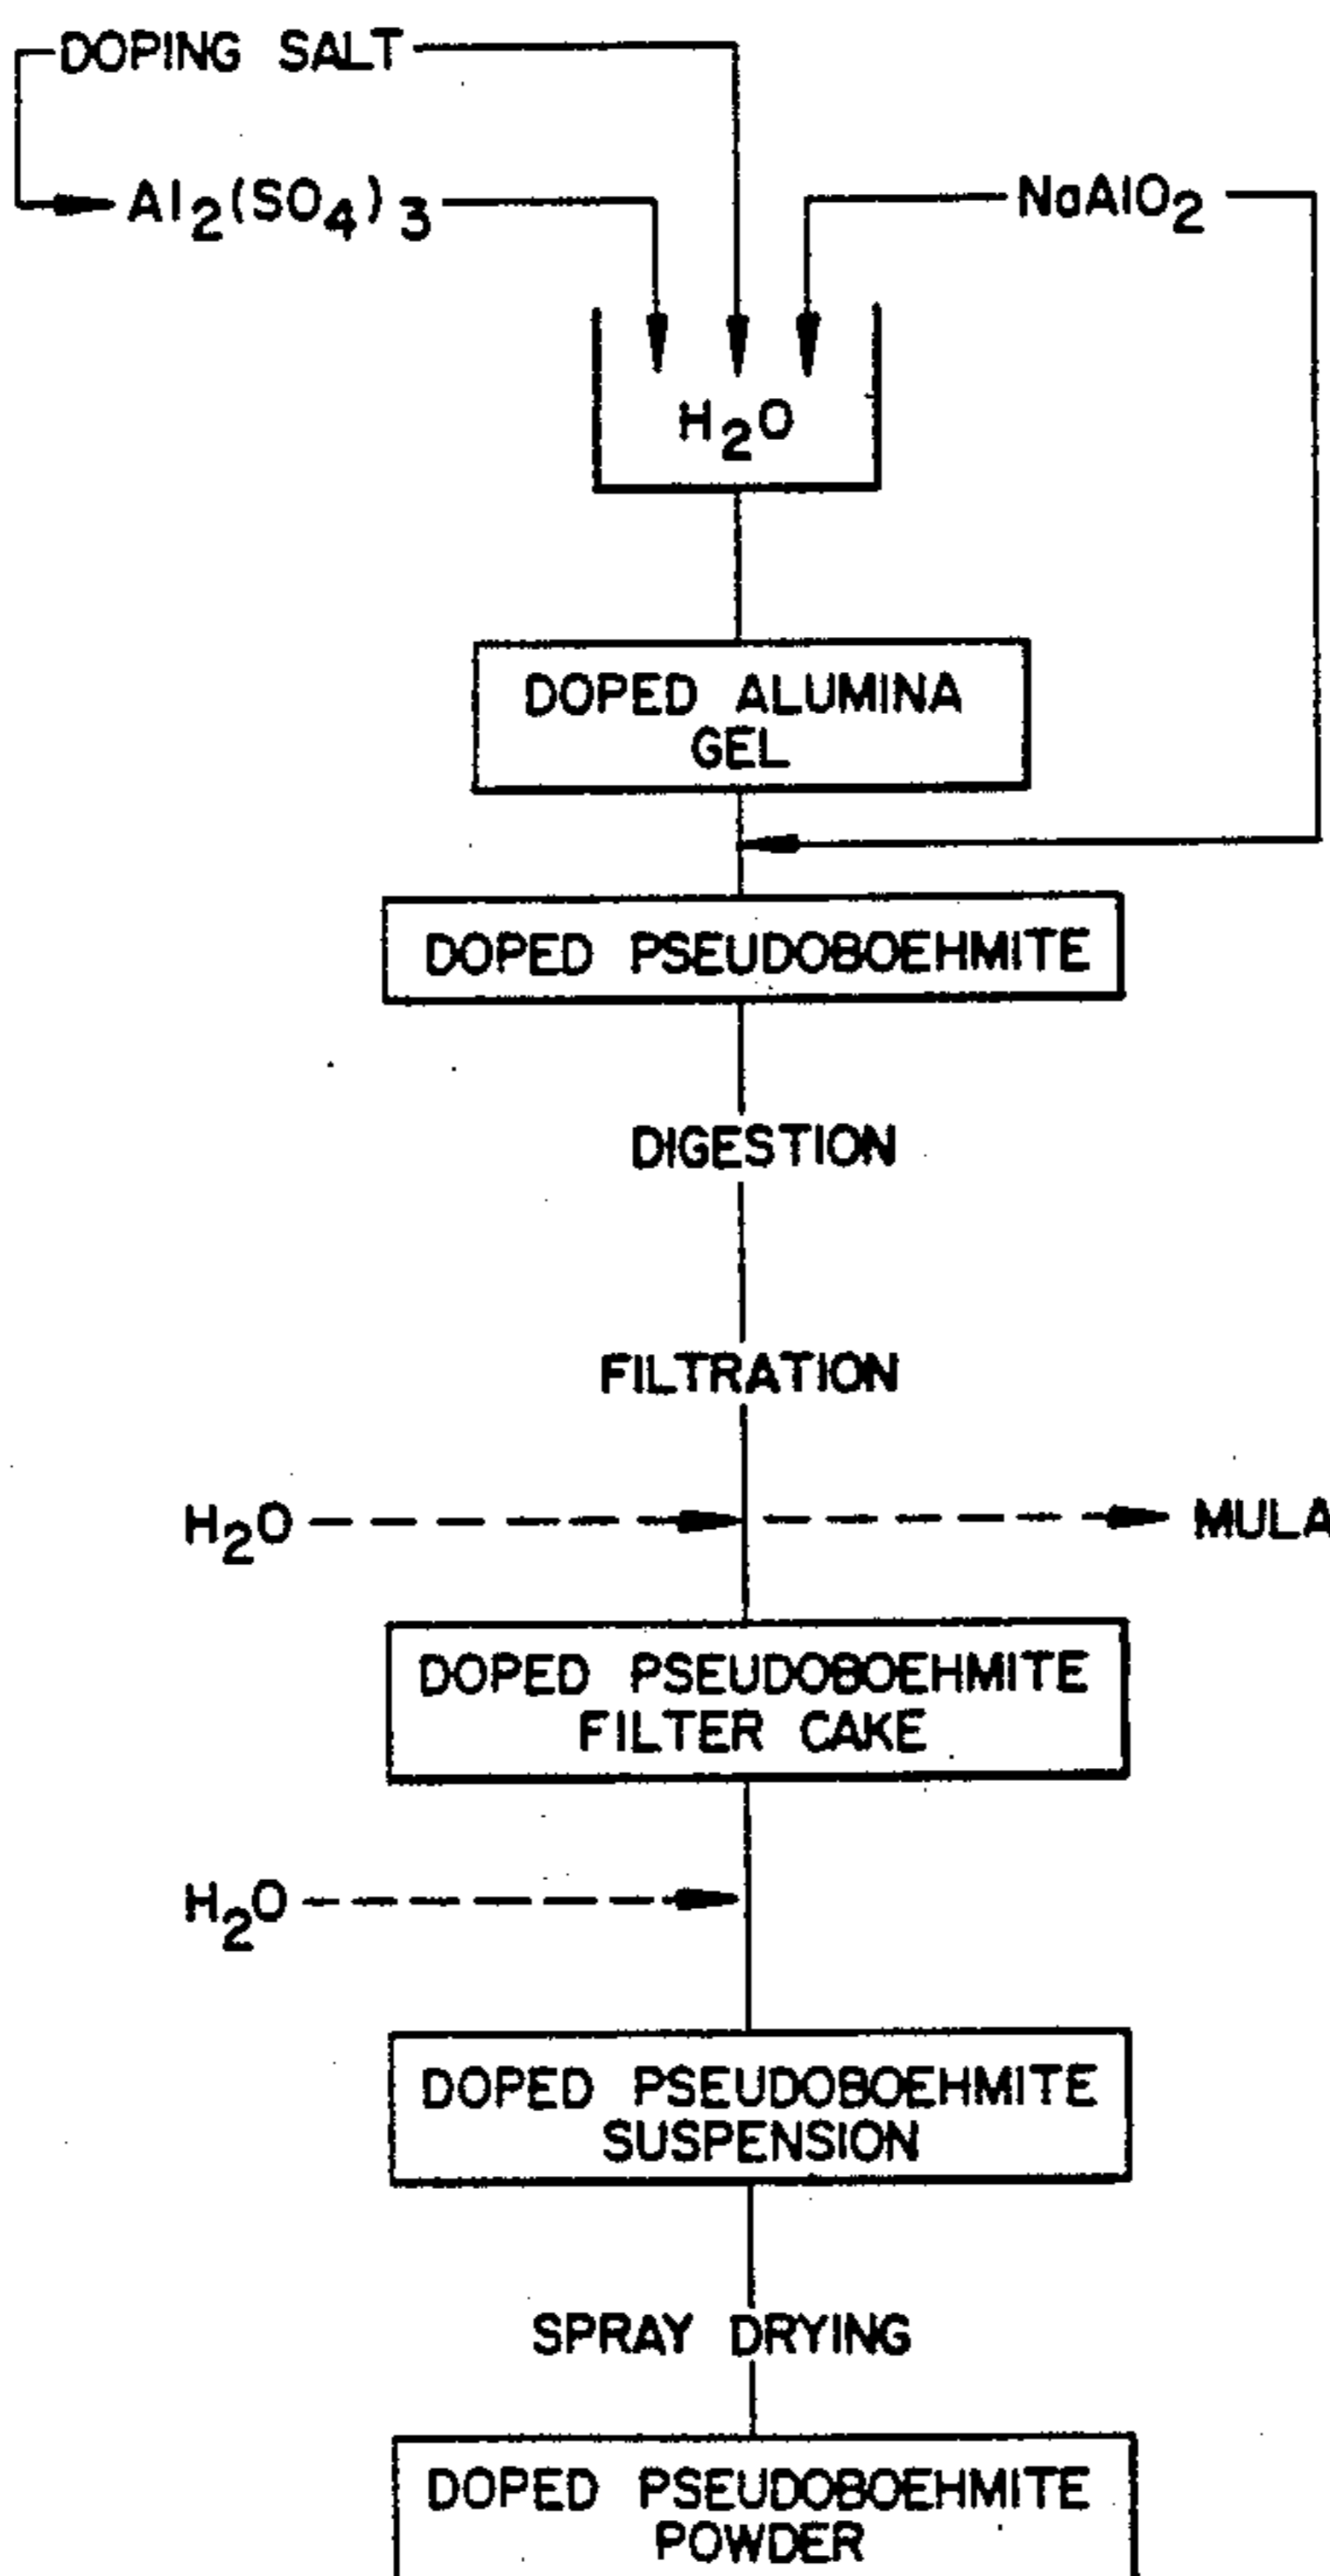 DOPING SALT
Al₂(SO₄)₃
NaAlO₂
H₂O
DOPED ALUMINA
GEL
DOPED PSEUDOBOEHMITE
DIGESTION
FILTRATION
H₂O
MULA
DOPED PSEUDOBOEHMITE
FILTER CAKE
H₂O
DOPED PSEUDOBOEHMITE
SUSPENSION
SPRAY DRYING
DOPED PSEUDOBOEHMITE
POWDER